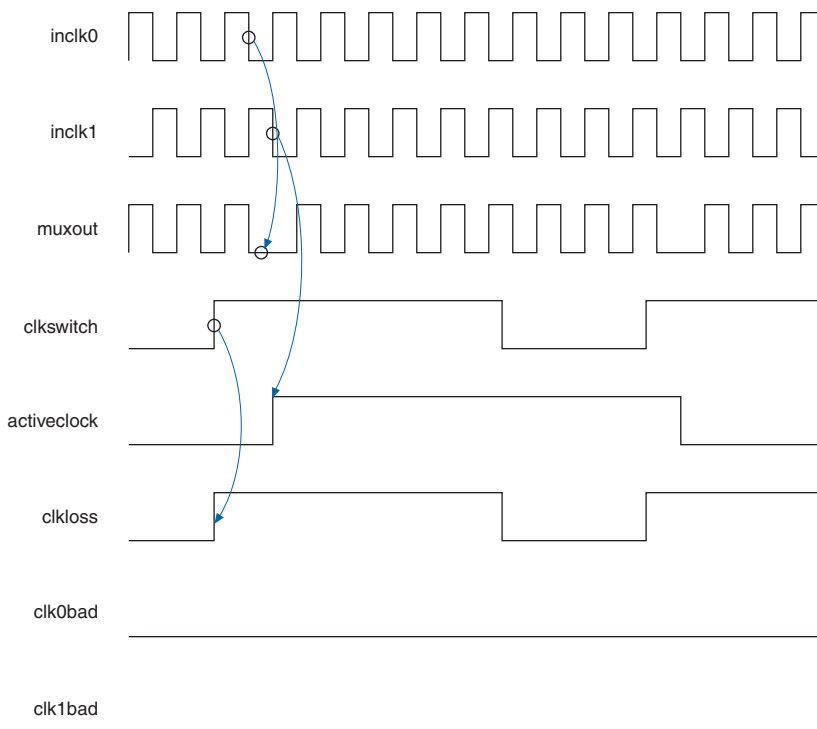 inclk0
inclk1
muxout
clkswitch
activeclock
clkloss
clk0bad
clk1bad